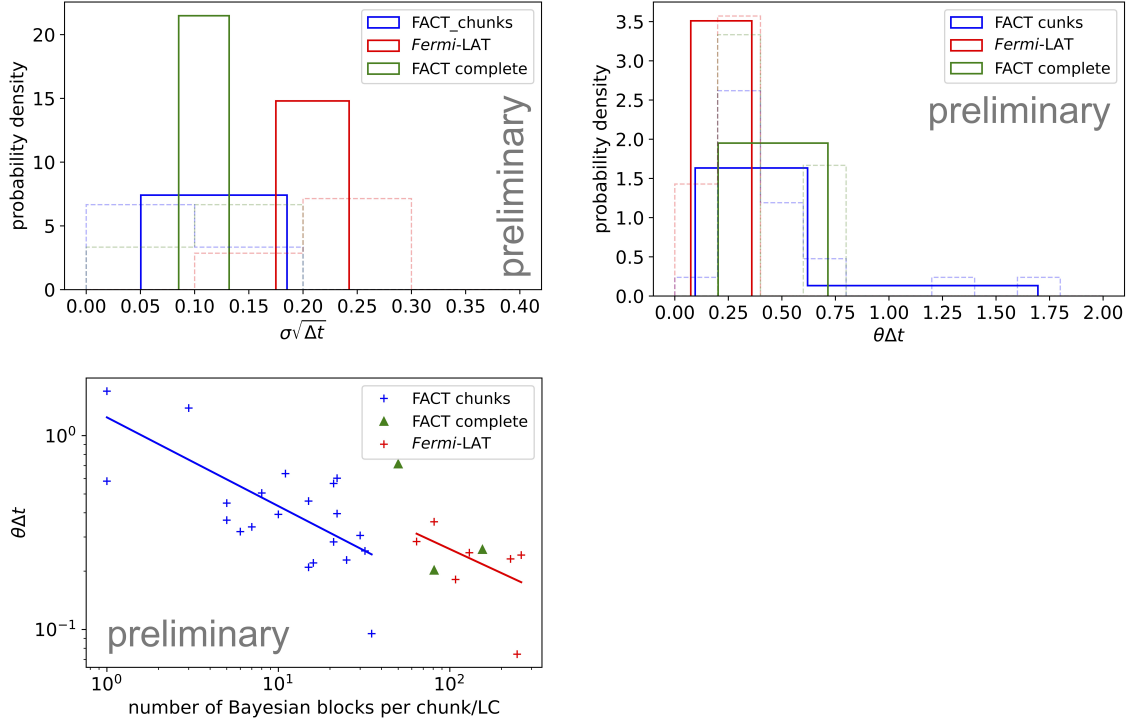 FACT_chunks
Fermi-LAT
FACT complete
preliminary
probability density
0
5
10
15
20
0.00 0.05 0.10 0.15 0.20 0.25 0.30 0.35 0.40
σ√Δt
FACT cunks
Fermi-LAT
FACT complete
preliminary
probability density
0.0
0.5
1.0
1.5
2.0
2.5
3.0
3.5
0.00 0.25 0.50 0.75 1.00 1.25 1.50 1.75 2.00
θΔt
FACT chunks
FACT complete
Fermi-LAT
preliminary
θΔt
10⁰
10⁻¹
10⁰ 10¹ 10²
number of Bayesian blocks per chunk/LC